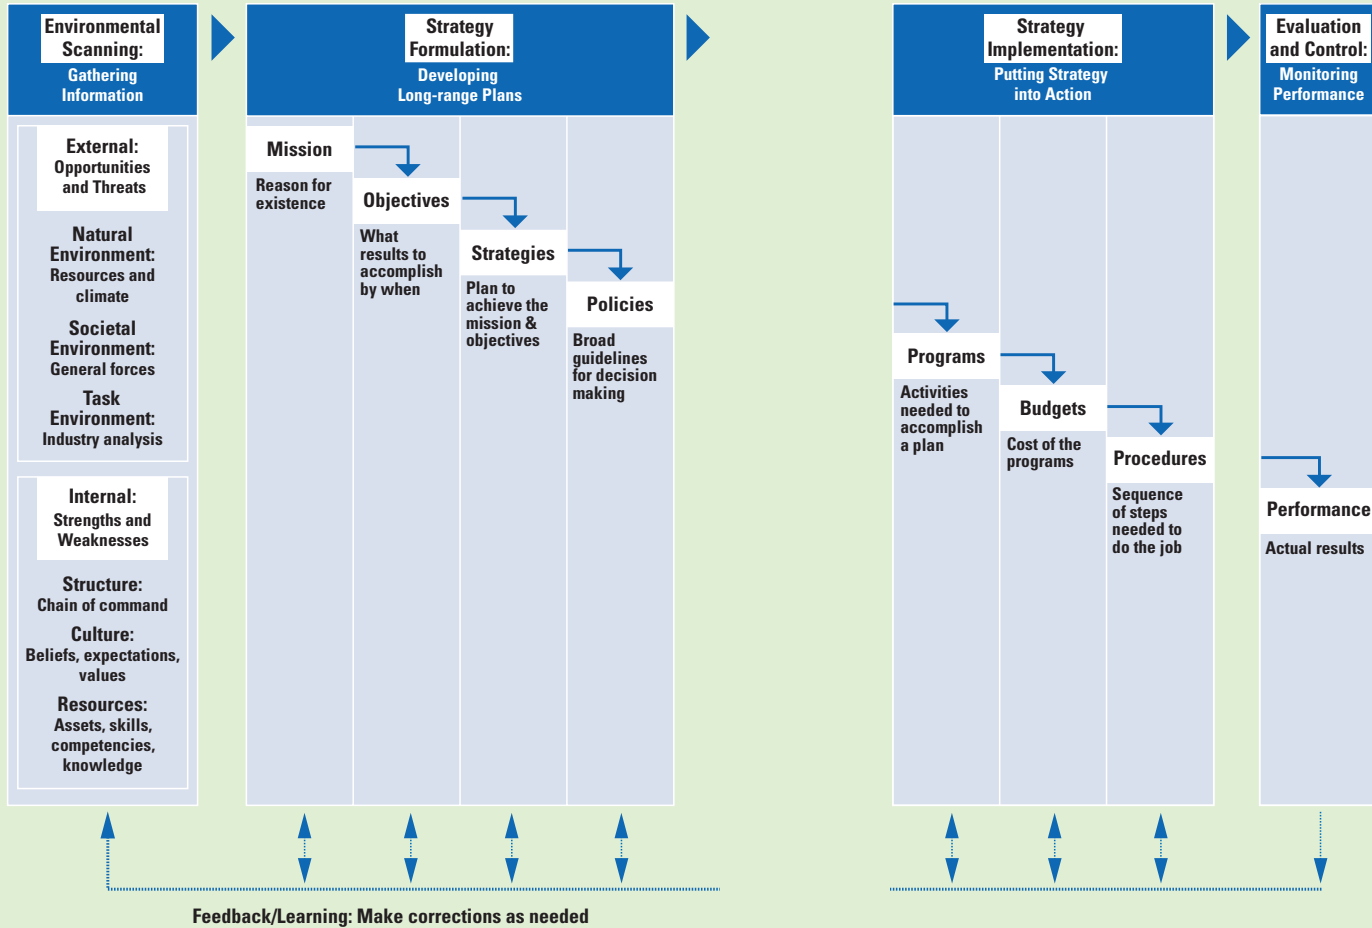 Environmental
Scanning:
Gathering
Information
External:
Opportunities
and Threats
Natural
Environment:
Resources and
climate
Societal
Environment:
General forces
Task
Environment:
Industry analysis
Internal:
Strengths and
Weaknesses
Structure:
Chain of command
Culture:
Beliefs, expectations,
values
Resources:
Assets, skills,
competencies,
knowledge
Strategy
Formulation:
Developing
Long-range Plans
Mission
Reason for
existence
Objectives
What
results to
accomplish
by when
Strategies
Plan to
achieve the
mission &
objectives
Policies
Broad
guidelines
for decision
making
Strategy
Implementation:
Putting Strategy
into Action
Programs
Activities
needed to
accomplish
a plan
Budgets
Cost of the
programs
Procedures
Sequence
of steps
needed to
do the job
Evaluation
and Control:
Monitoring
Performance
Performance
Actual results
Feedback/Learning: Make corrections as needed